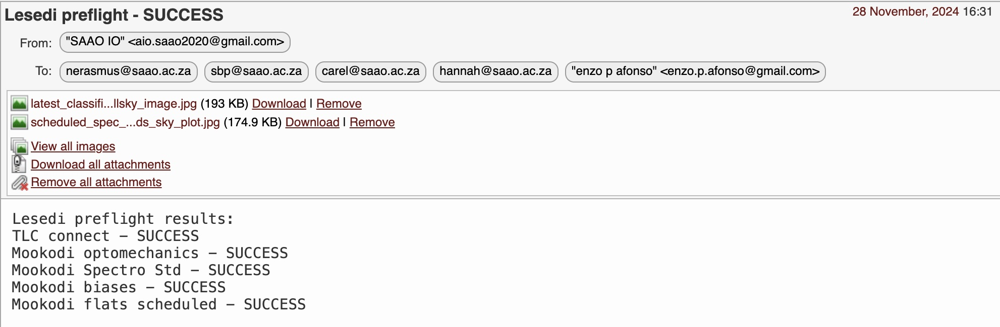 Lesedi preflight - SUCCESS
28 November, 2024 16:31
From: "SAAO IO" <aio.saao2020@gmail.com>
To: nerasmus@saao.ac.za sbp@saao.ac.za carel@saao.ac.za hannah@saao.ac.za "enzo p afonso" <enzo.p.afonso@gmail.com>
latest_classifi...llsky_image.jpg (193 KB) Download | Remove
scheduled_spec_...ds_sky_plot.jpg (174.9 KB) Download | Remove
View all images
Download all attachments
Remove all attachments
Lesedi preflight results:
TLC connect – SUCCESS
Mookodi optomechanics – SUCCESS
Mookodi Spectro Std – SUCCESS
Mookodi biases – SUCCESS
Mookodi flats scheduled – SUCCESS